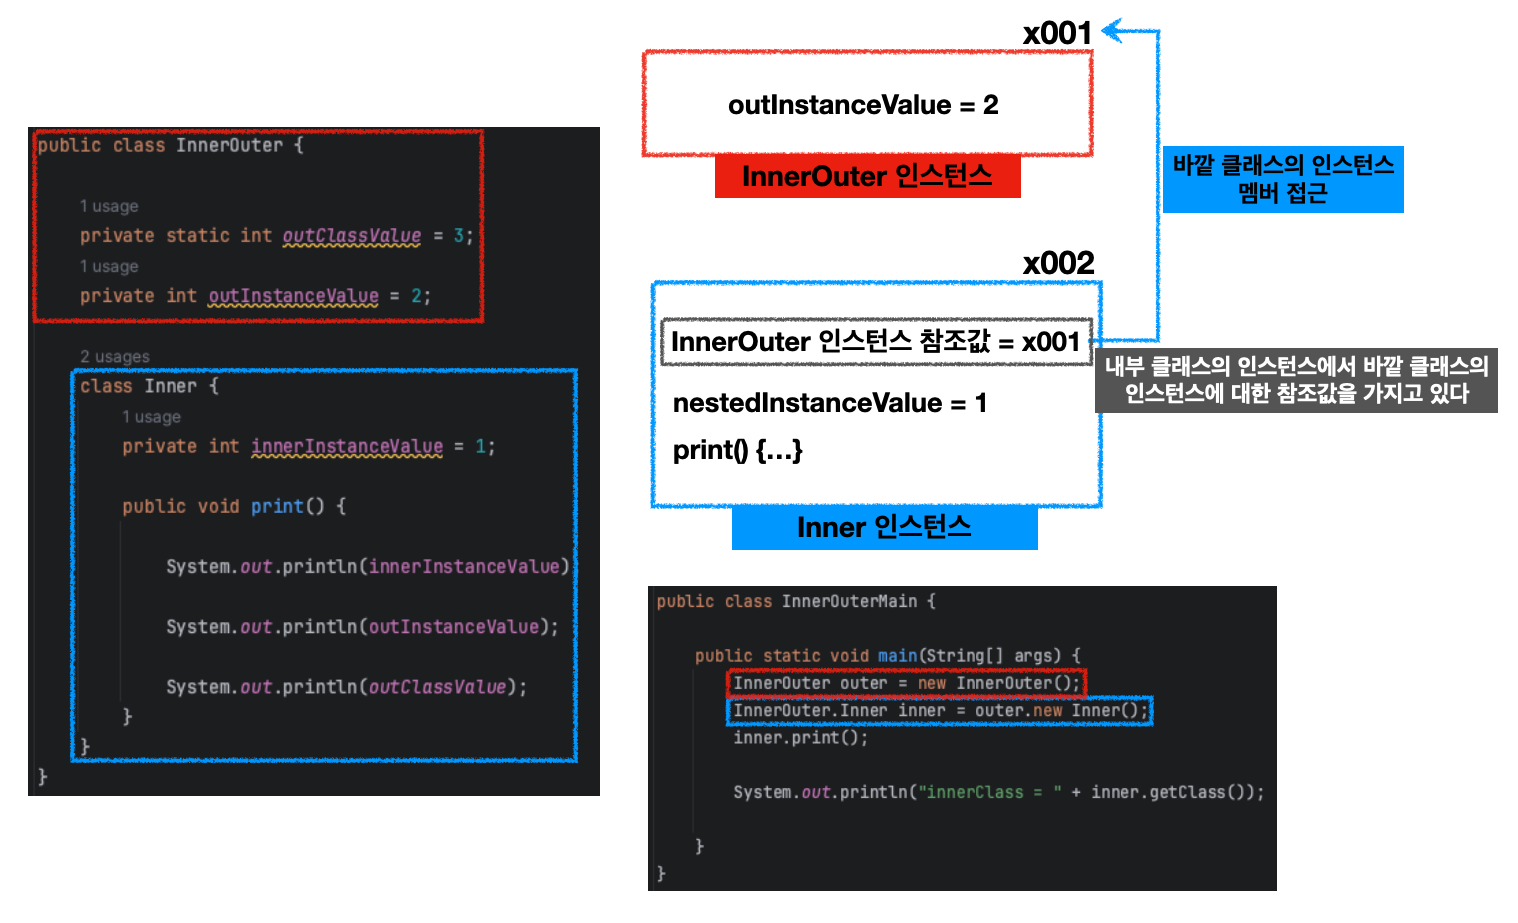 public class InnerOuter {
1 usage
private static int outClassValue = 3;
1 usage
private int outInstanceValue = 2;
2 usages
class Inner {
1 usage
private int innerInstanceValue = 1;
public void print() {
System.out.println(innerInstanceValue)
System.out.println(outInstanceValue);
System.out.println(outClassValue);
}
}
}
x001
outInstanceValue = 2
InnerOuter 인스턴스
바깥 클래스의 인스턴스
멤버 접근
x002
InnerOuter 인스턴스 참조값 = x001
내부 클래스의 인스턴스에서 바깥 클래스의
인스턴스에 대한 참조값을 가지고 있다
nestedInstanceValue = 1
print() {...}
Inner 인스턴스
public class InnerOuterMain {
public static void main(String[] args) {
InnerOuter outer = new InnerOuter();
InnerOuter.Inner inner = outer.new Inner();
inner.print();
System.out.println("innerClass = " + inner.getClass());
}
}